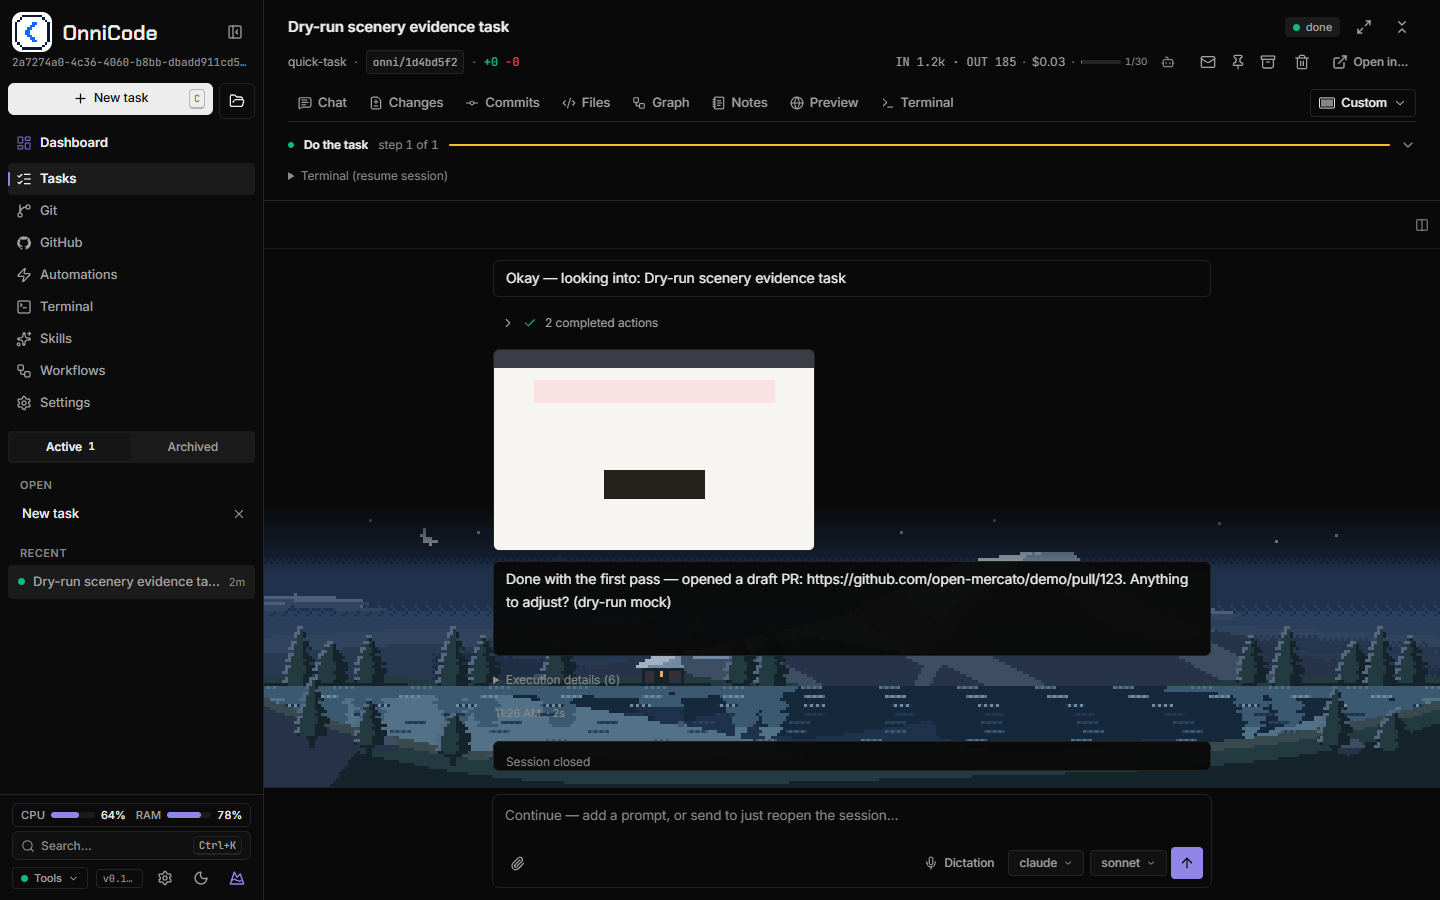 OnniCode
2a7274a0-4c36-4060-b8bb-dbadd911cd5…
New task
C
Dashboard
Tasks
Git
GitHub
Automations
Terminal
Skills
Workflows
Settings
Active 1
Archived
OPEN
New task
RECENT
Dry-run scenery evidence ta… 2m
CPU 64% RAM 78%
Search… Ctrl+K
Tools v0.1…
Dry-run scenery evidence task
done
quick-task · onni/1d4bd5f2 · +0 -0
IN 1.2k · OUT 185 · $0.03 · 1/30
Open in…
Chat
Changes
Commits
Files
Graph
Notes
Preview
Terminal
Custom
Do the task step 1 of 1
Terminal (resume session)
Okay — looking into: Dry-run scenery evidence task
2 completed actions
Done with the first pass — opened a draft PR: https://github.com/open-mercato/demo/pull/123. Anything
to adjust? (dry-run mock)
Execution details (6)
11:26 AM · 2s
Session closed
Continue — add a prompt, or send to just reopen the session…
Dictation
claude
sonnet